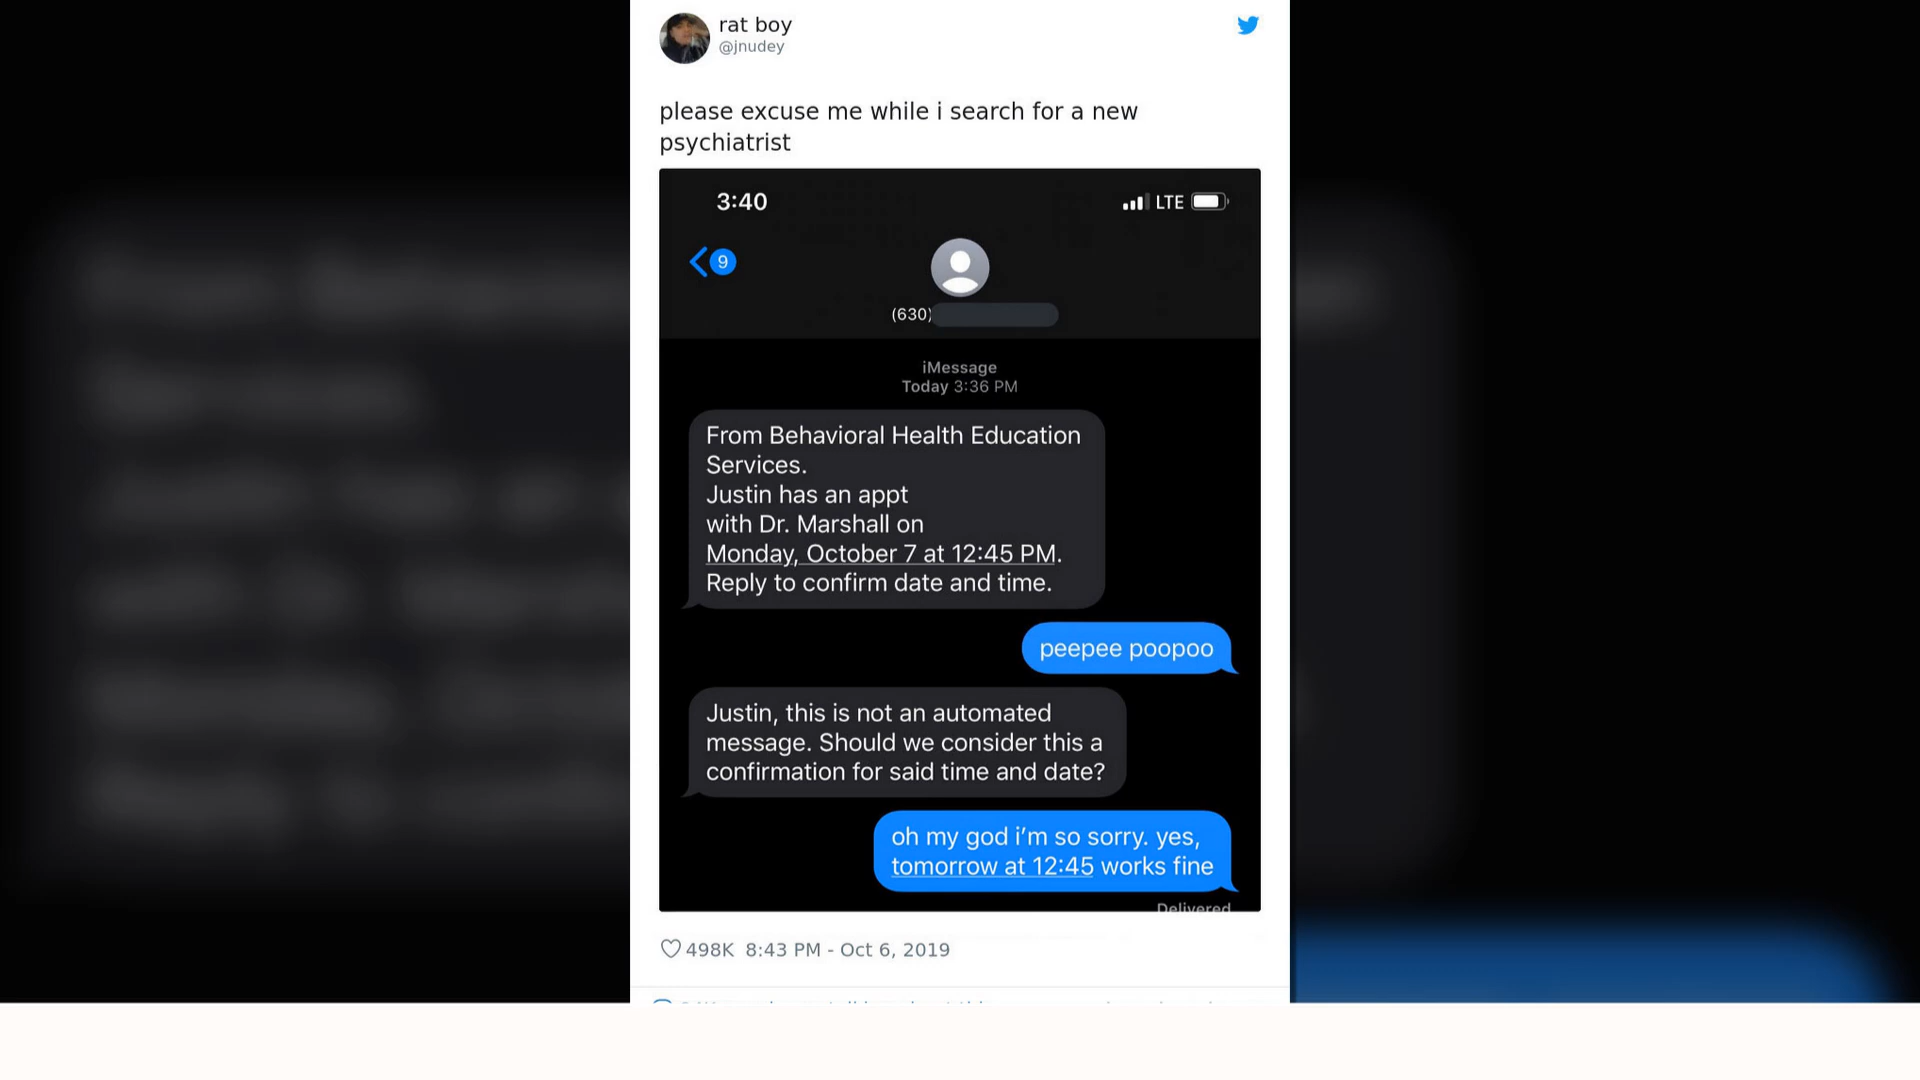 rat boy
@jnudey
please excuse me while i search for a new
psychiatrist
3:40
LTE
9
(630)
iMessage
Today 3:36 PM
From Behavioral Health Education
Services.
Justin has an appt
with Dr. Marshall on
Monday, October 7 at 12:45 PM.
Reply to confirm date and time.
peepee poopoo
Justin, this is not an automated
message. Should we consider this a
confirmation for said time and date?
oh my god i’m so sorry. yes,
tomorrow at 12:45 works fine
Delivered
498K 8:43 PM - Oct 6, 2019